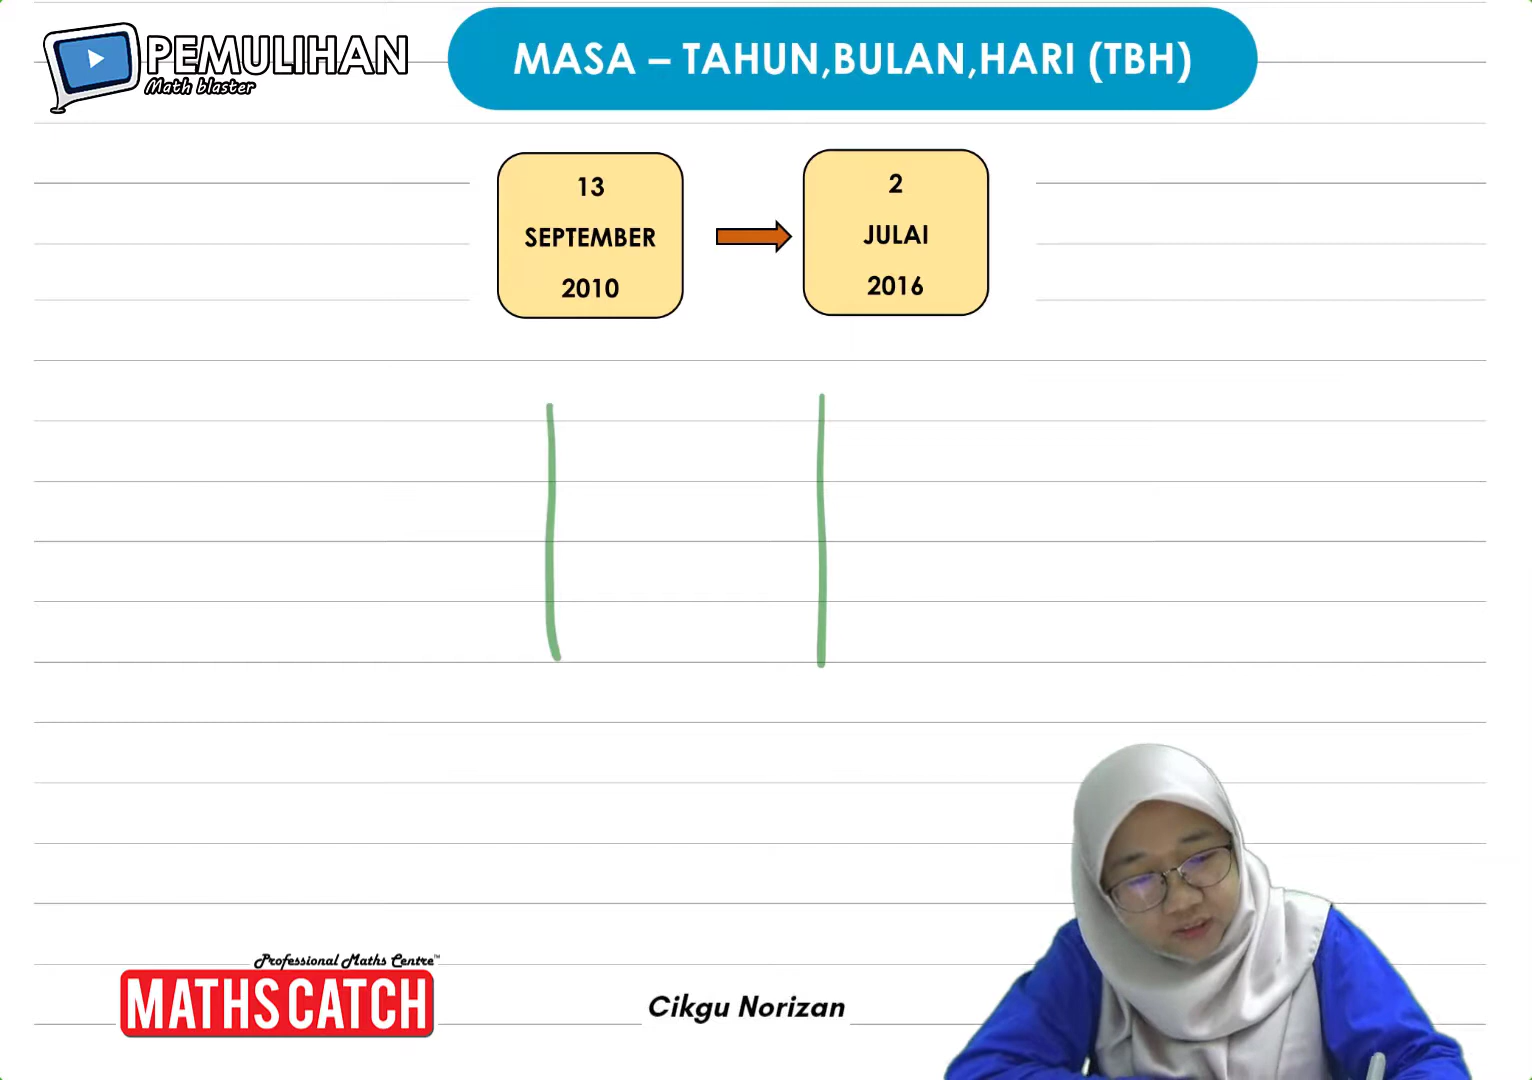 PEMULIHAN
Math blaster
MASA – TAHUN,BULAN,HARI (TBH)
13
SEPTEMBER
2010
2
JULAI
2016
Professional Maths Centre™
MATHSCATCH
Cikgu Norizan